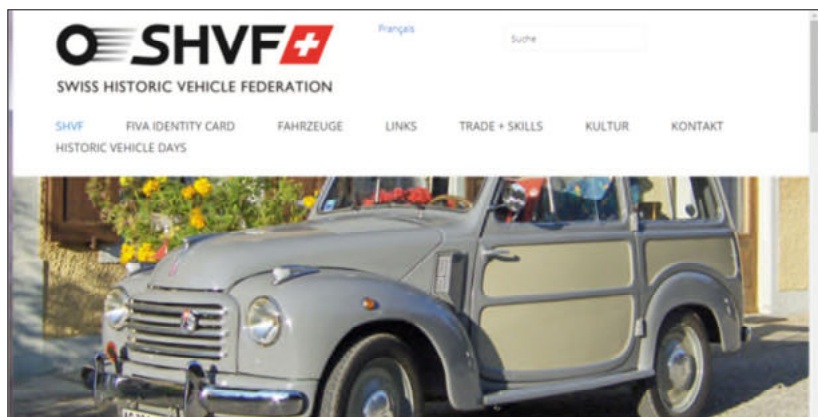 SHVF
SWISS HISTORIC VEHICLE FEDERATION
Français
Suche
SHVF FIVA IDENTITY CARD FAHRZEUGE LINKS TRADE + SKILLS KULTUR KONTAKT
HISTORIC VEHICLE DAYS